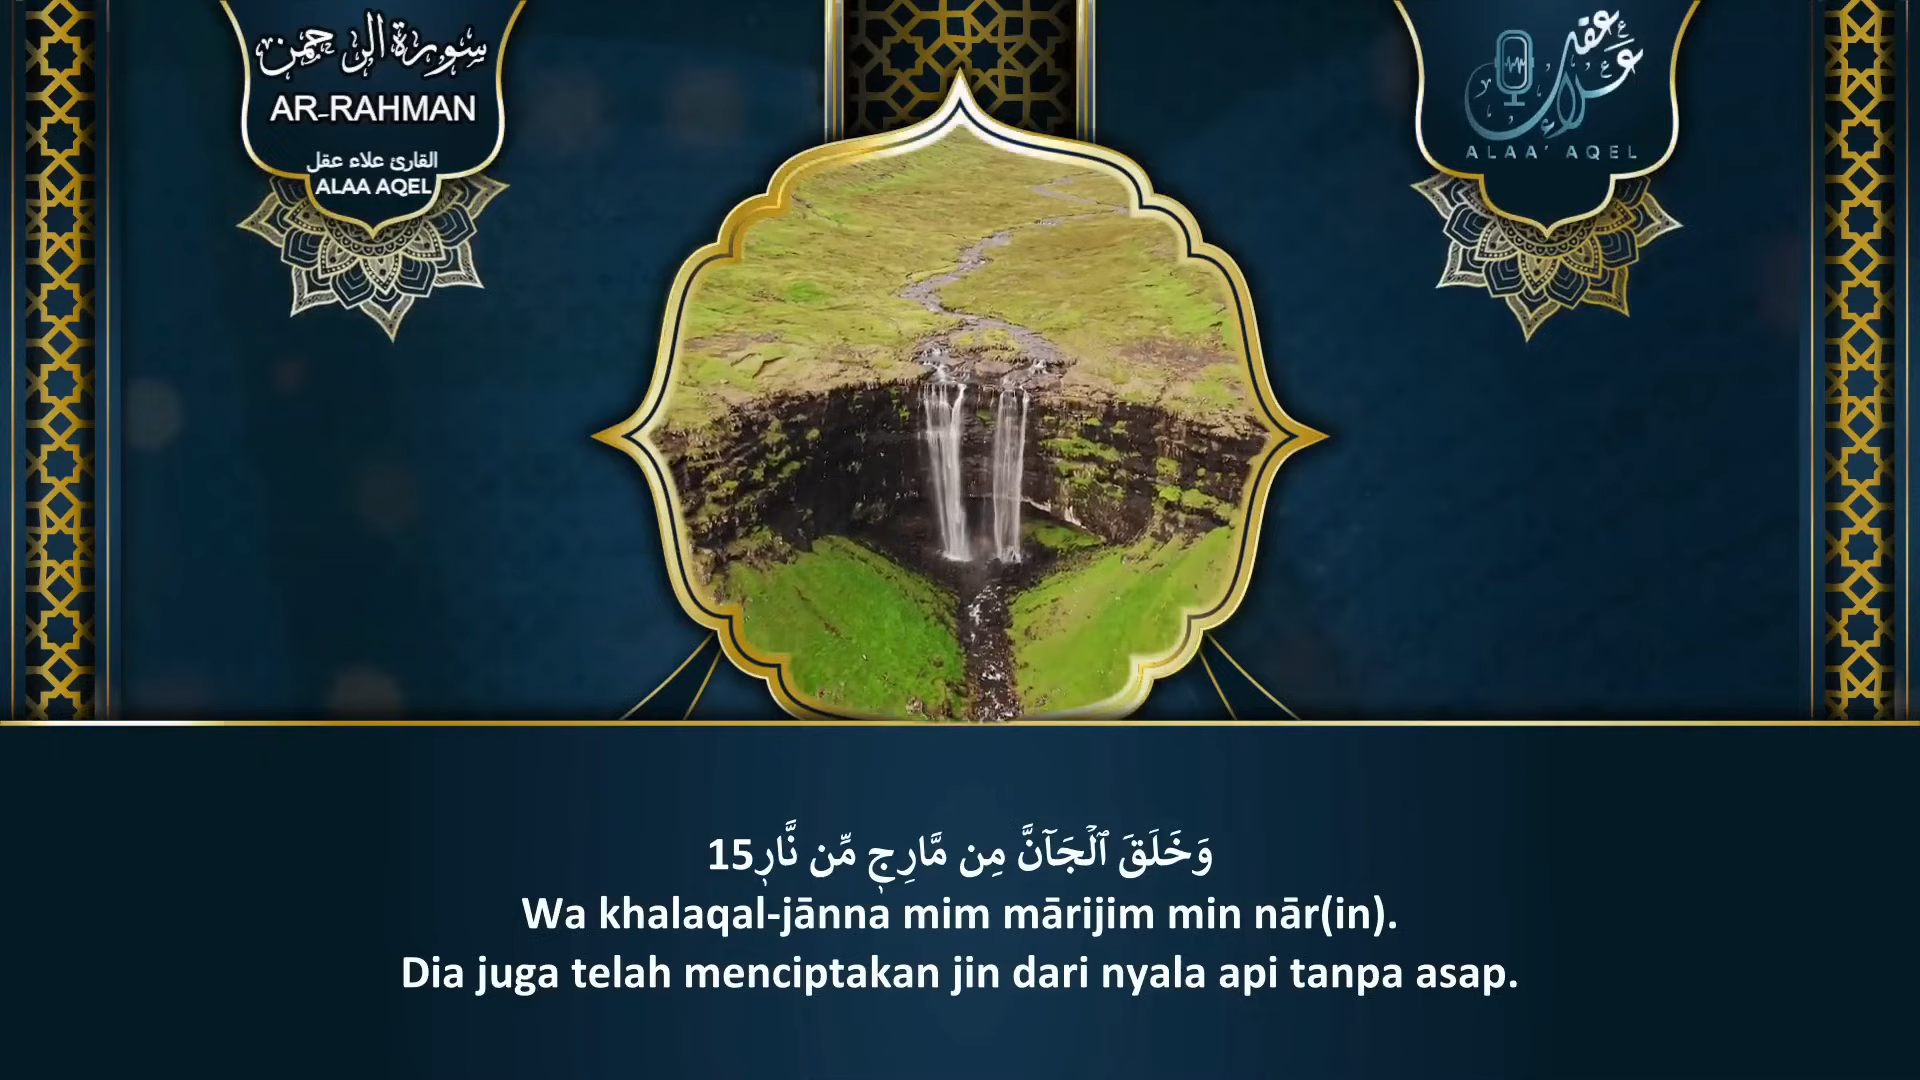 سورة الرحمن
AR-RAHMAN
القارئ علاء عقل
ALAA AQEL
علاء عقل
ALAA' AQEL
وَخَلَقَ ٱلْجَآنَّ مِن مَّارِجٍ مِّن نَّارٍ15
Wa khalaqal-jānna mim mārijim min nār(in).
Dia juga telah menciptakan jin dari nyala api tanpa asap.